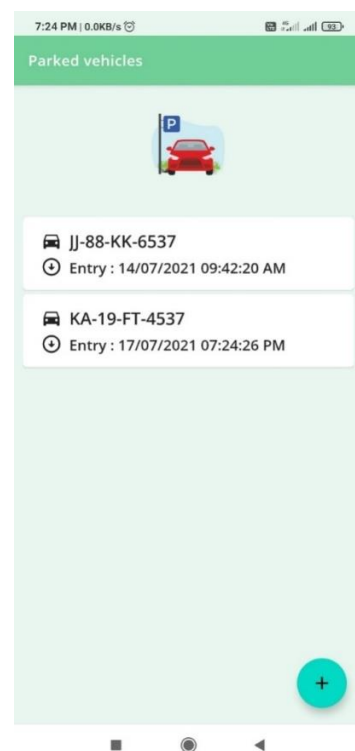 7:24 PM | 0.0KB/s
93
Parked vehicles
P
JJ-88-KK-6537
Entry : 14/07/2021 09:42:20 AM
KA-19-FT-4537
Entry : 17/07/2021 07:24:26 PM
+